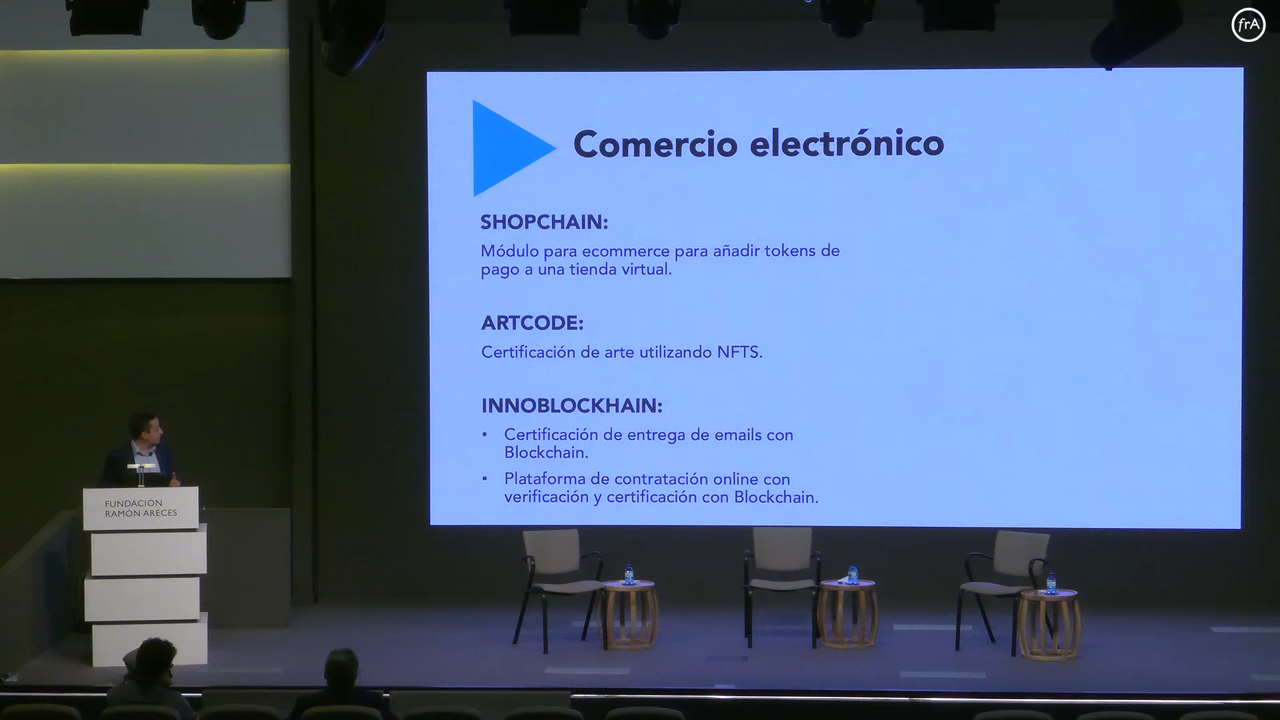 frA
Comercio electrónico
SHOPCHAIN:
Módulo para ecommerce para añadir tokens de
pago a una tienda virtual.
ARTCODE:
Certificación de arte utilizando NFTS.
INNOBLOCKHAIN:
• Certificación de entrega de emails con
Blockchain.
• Plataforma de contratación online con
verificación y certificación con Blockchain.
FUNDACIÓN
RAMÓN ARECES